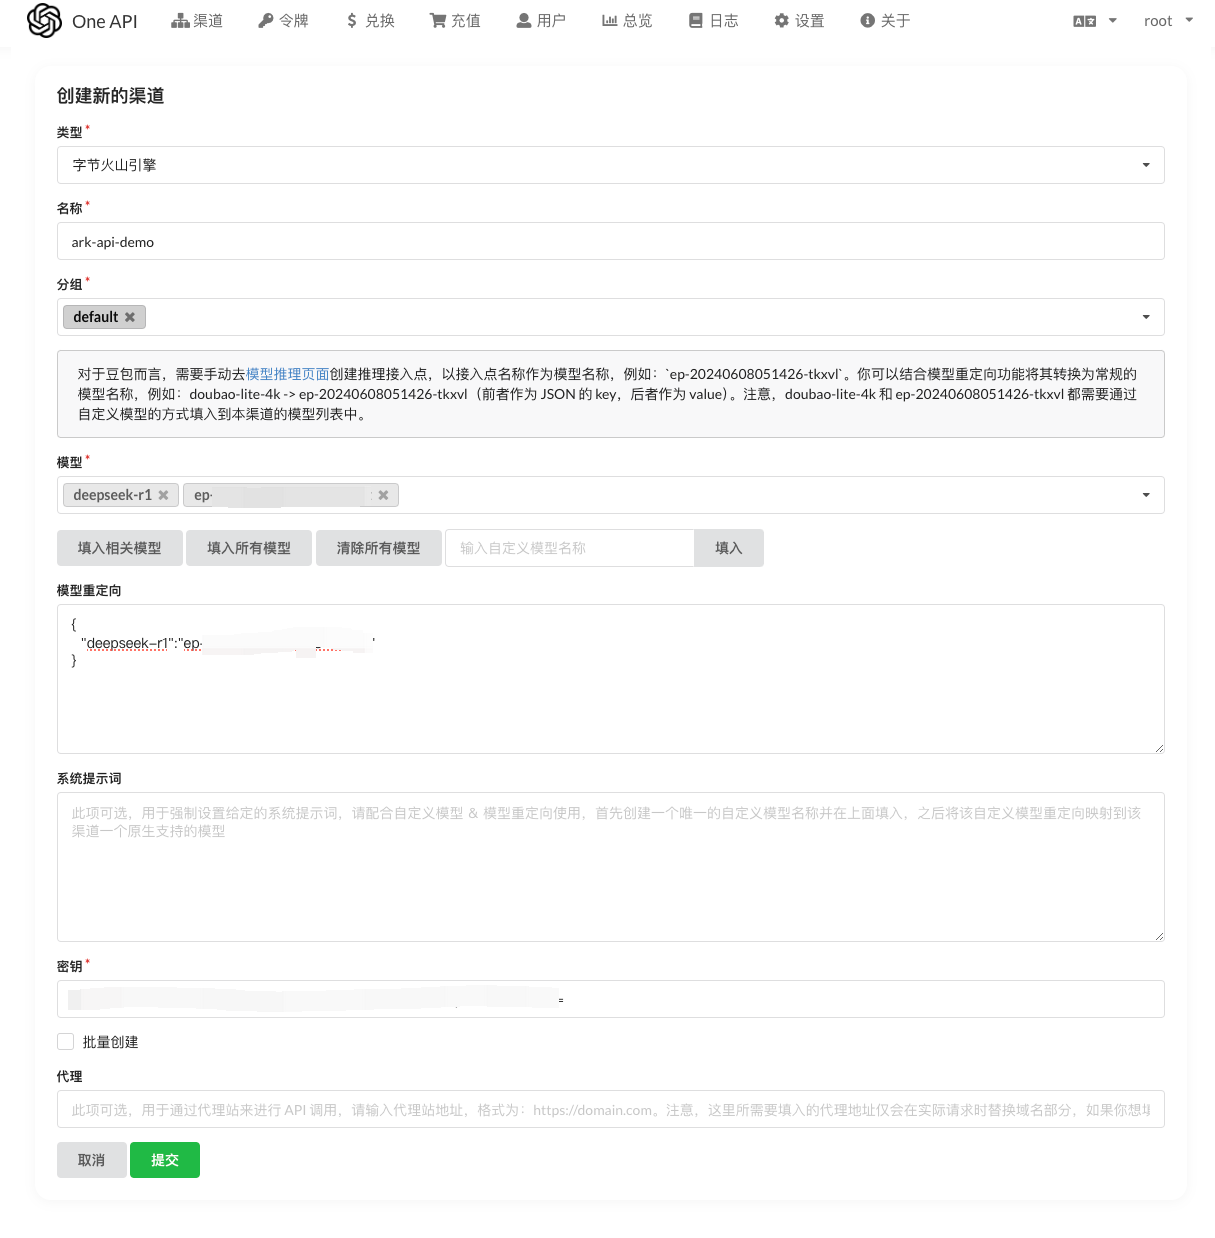 One API 渠道 令牌 兑换 充值 用户 总览 日志 设置 关于 root
创建新的渠道
类型*
字节火山引擎
名称*
ark-api-demo
分组*
default
对于豆包而言，需要手动去模型推理页面创建推理接入点，以接入点名称作为模型名称，例如：`ep-20240608051426-tkxvl`。你可以结合模型重定向功能将其转换为常规的
模型名称，例如：doubao-lite-4k -> ep-20240608051426-tkxvl（前者作为 JSON 的 key，后者作为 value）。注意，doubao-lite-4k 和 ep-20240608051426-tkxvl 都需要通过
自定义模型的方式填入到本渠道的模型列表中。
模型*
deepseek-r1 ep-
填入相关模型 填入所有模型 清除所有模型 输入自定义模型名称 填入
模型重定向
{
"deepseek-r1":"ep-
}
系统提示词
此项可选，用于强制设置给定的系统提示词，请配合自定义模型 & 模型重定向使用，首先创建一个唯一的自定义模型名称并在上面填入，之后将该自定义模型重定向映射到该
渠道一个原生支持的模型
密钥*
=
批量创建
代理
此项可选，用于通过代理站来进行 API 调用，请输入代理站地址，格式为：https://domain.com。注意，这里所需要填入的代理地址仅会在实际请求时替换域名部分，如果你想
取消 提交